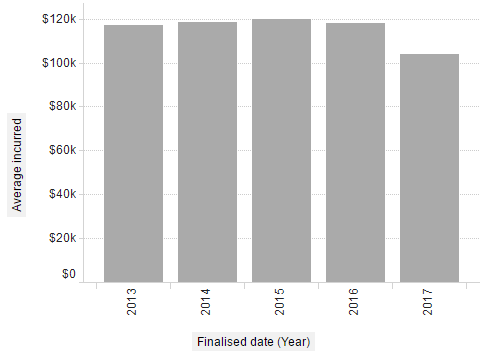 $120k
$100k
$80k
$60k
$40k
$20k
$0
Average incurred
2013
2014
2015
2016
2017
Finalised date (Year)